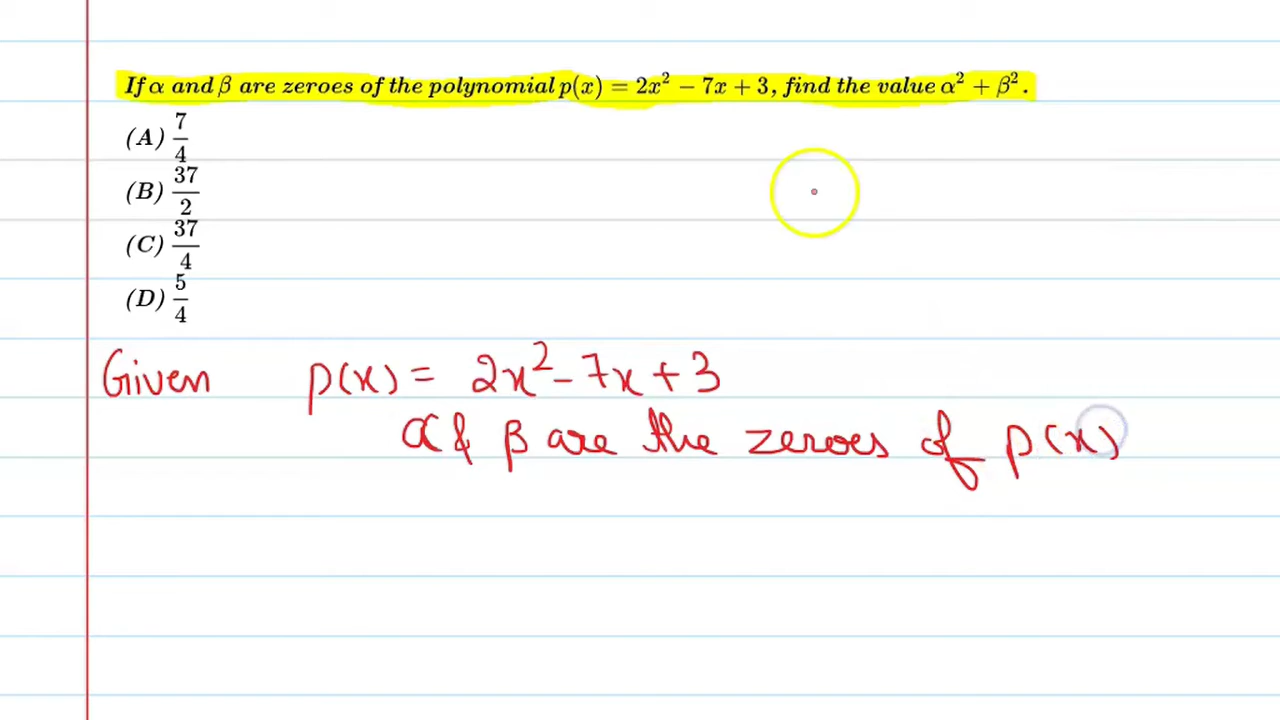 If α and β are zeroes of the polynomial p(x) = 2x² − 7x + 3, find the value α² + β².
(A) 7/4
(B) 37/2
(C) 37/4
(D) 5/4
Given p(x) = 2x² - 7x + 3
α & β are the zeroes of p(x)